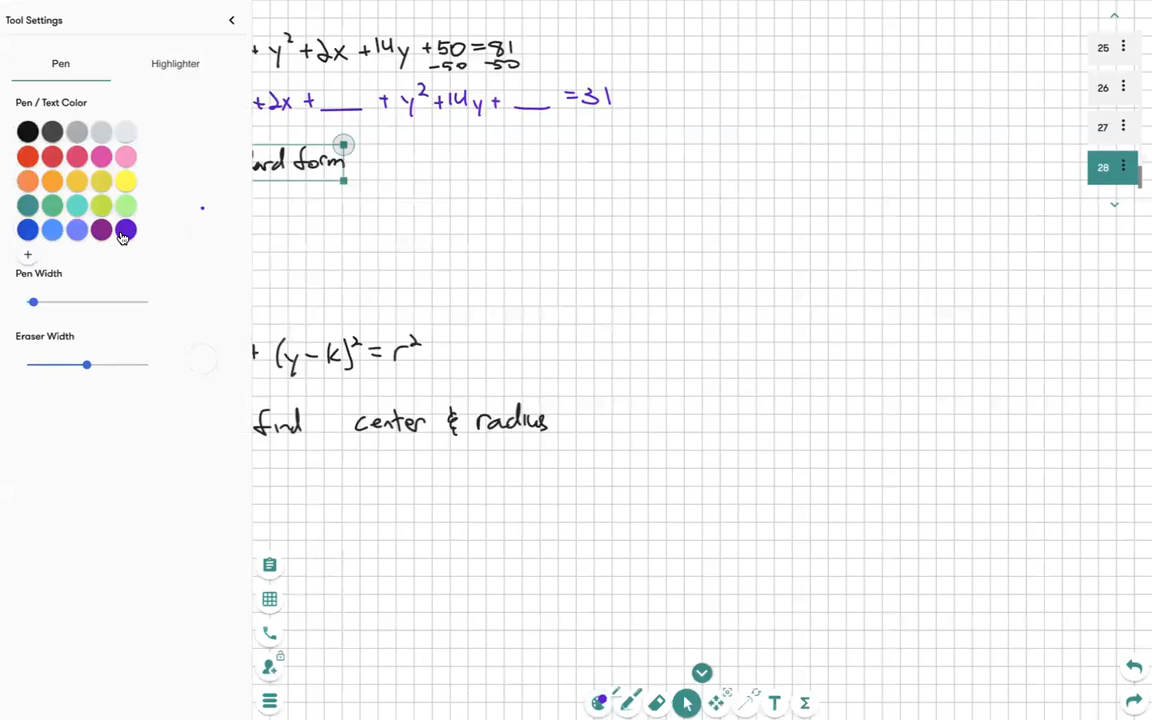 Tool Settings
Pen Highlighter
Pen / Text Color
+
Pen Width
Eraser Width
+ y² + 2x + 14y + 50 = 81
-50 -50
+2x + ___ + y² + 14y + ___ = 31
ard form
+ (y - k)² = r²
find center & radius
25
26
27
28
T
Σ